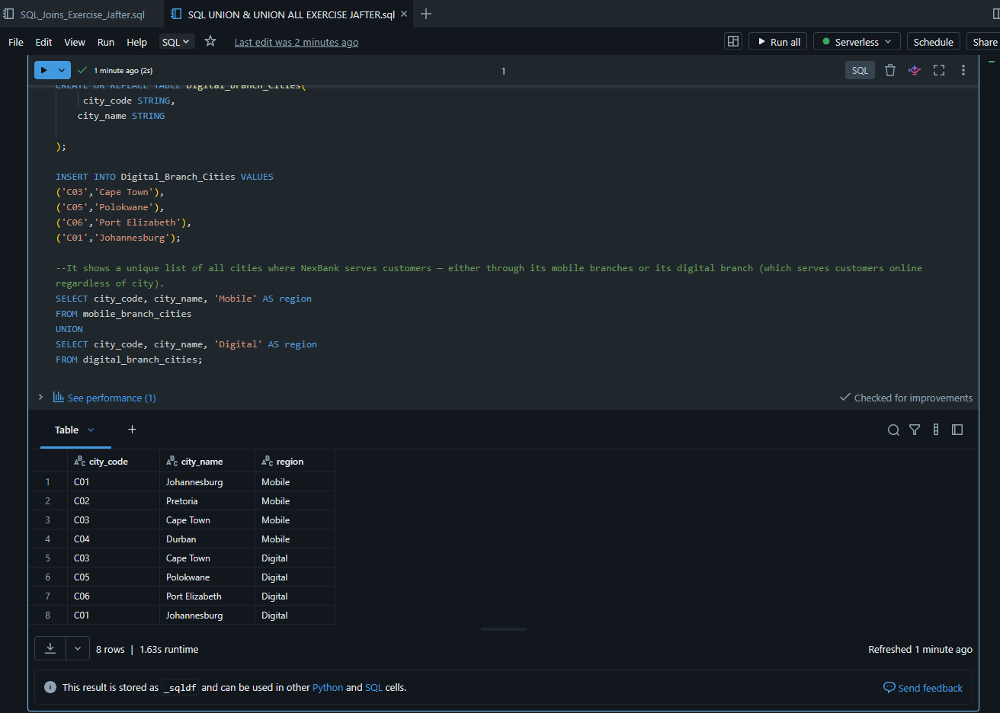 SQL_Joins_Exercise_Jafter.sql
SQL UNION & UNION ALL EXERCISE JAFTER.sql
File Edit View Run Help SQL Last edit was 2 minutes ago Run all Serverless Schedule Share
1 minute ago (2s) 1 SQL
CREATE OR REPLACE TABLE Digital_Branch_Cities(
city_code STRING,
city_name STRING
);
INSERT INTO Digital_Branch_Cities VALUES
('C03','Cape Town'),
('C05','Polokwane'),
('C06','Port Elizabeth'),
('C01','Johannesburg');
--It shows a unique list of all cities where NexBank serves customers — either through its mobile branches or its digital branch (which serves customers online
regardless of city).
SELECT city_code, city_name, 'Mobile' AS region
FROM mobile_branch_cities
UNION
SELECT city_code, city_name, 'Digital' AS region
FROM digital_branch_cities;
See performance (1) Checked for improvements
Table
city_code city_name region
1 C01 Johannesburg Mobile
2 C02 Pretoria Mobile
3 C03 Cape Town Mobile
4 C04 Durban Mobile
5 C03 Cape Town Digital
6 C05 Polokwane Digital
7 C06 Port Elizabeth Digital
8 C01 Johannesburg Digital
8 rows | 1.63s runtime Refreshed 1 minute ago
This result is stored as _sqldf and can be used in other Python and SQL cells. Send feedback